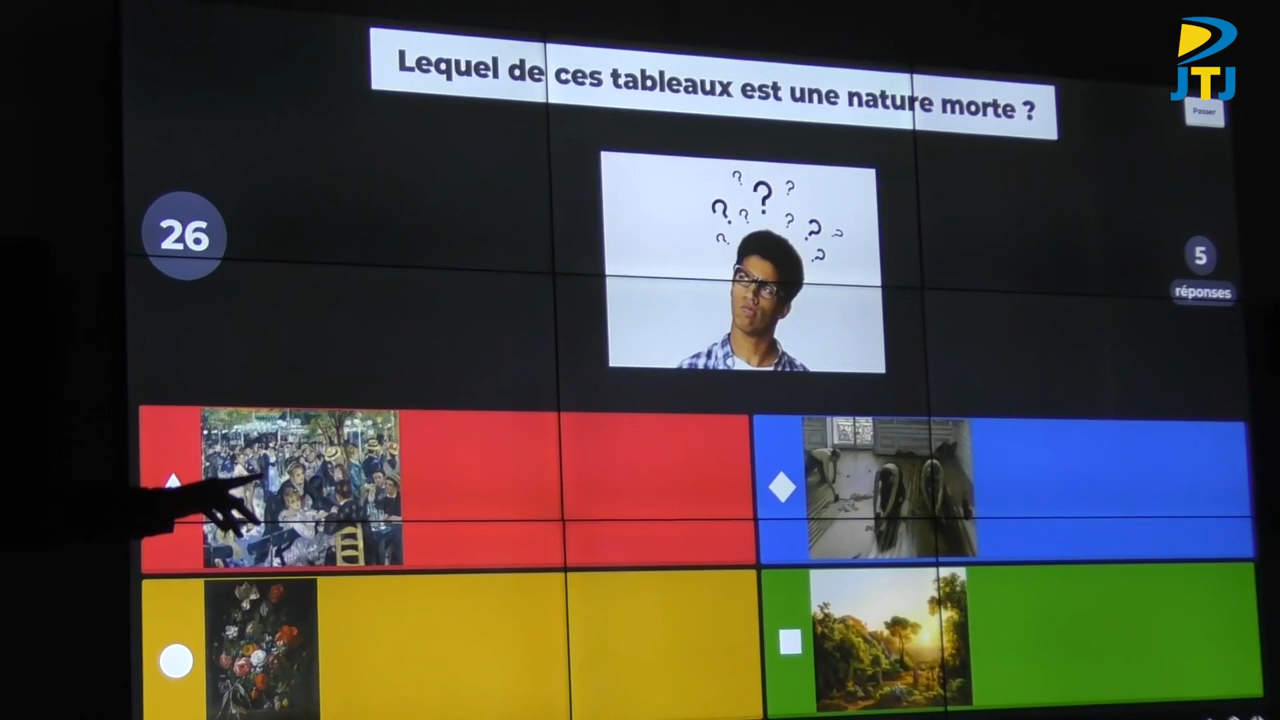 Lequel de ces tableaux est une nature morte ?
JTJ
Passer
26
5
réponses